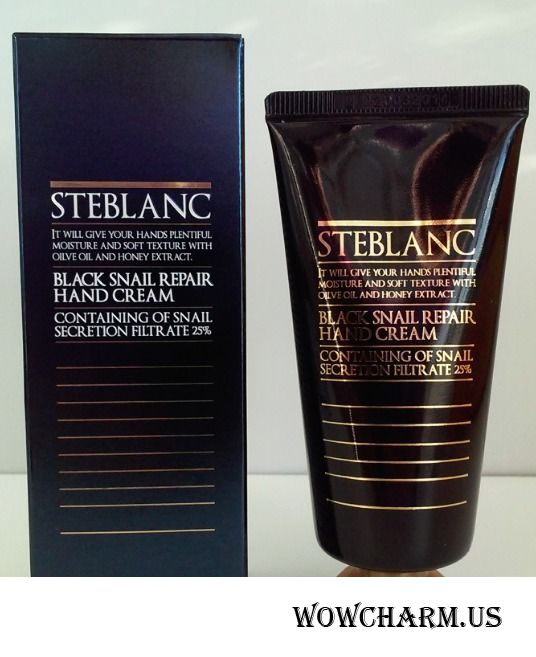 STEBLANC
IT WILL GIVE YOUR HANDS PLENTIFUL
MOISTURE AND SOFT TEXTURE WITH
OILVE OIL AND HONEY EXTRACT.
BLACK SNAIL REPAIR
HAND CREAM
CONTAINING OF SNAIL
SECRETION FILTRATE 25%
STEBLANC
IT WILL GIVE YOUR HANDS PLENTIFUL
MOISTURE AND SOFT TEXTURE WITH
OILVE OIL AND HONEY EXTRACT.
BLACK SNAIL REPAIR
HAND CREAM
CONTAINING OF SNAIL
SECRETION FILTRATE 25%
WOWCHARM.US